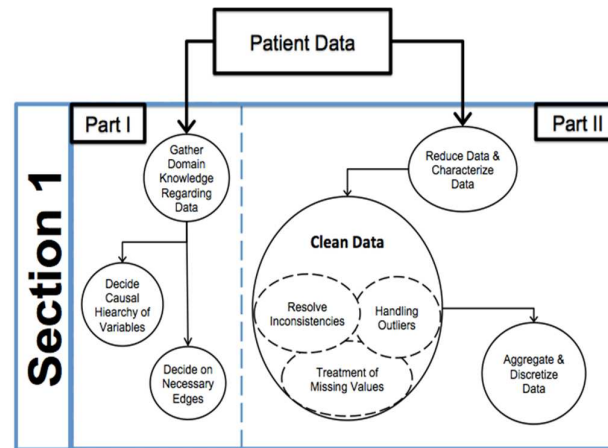 Patient Data
Section 1
Part I
Part II
Gather
Domain
Knowledge
Regarding
Data
Decide
Causal
Hiearchy of
Variables
Decide on
Necessary
Edges
Reduce Data &
Characterize
Data
Clean Data
Resolve
Inconsistencies
Handling
Outliers
Treatment of
Missing Values
Aggregate &
Discretize
Data